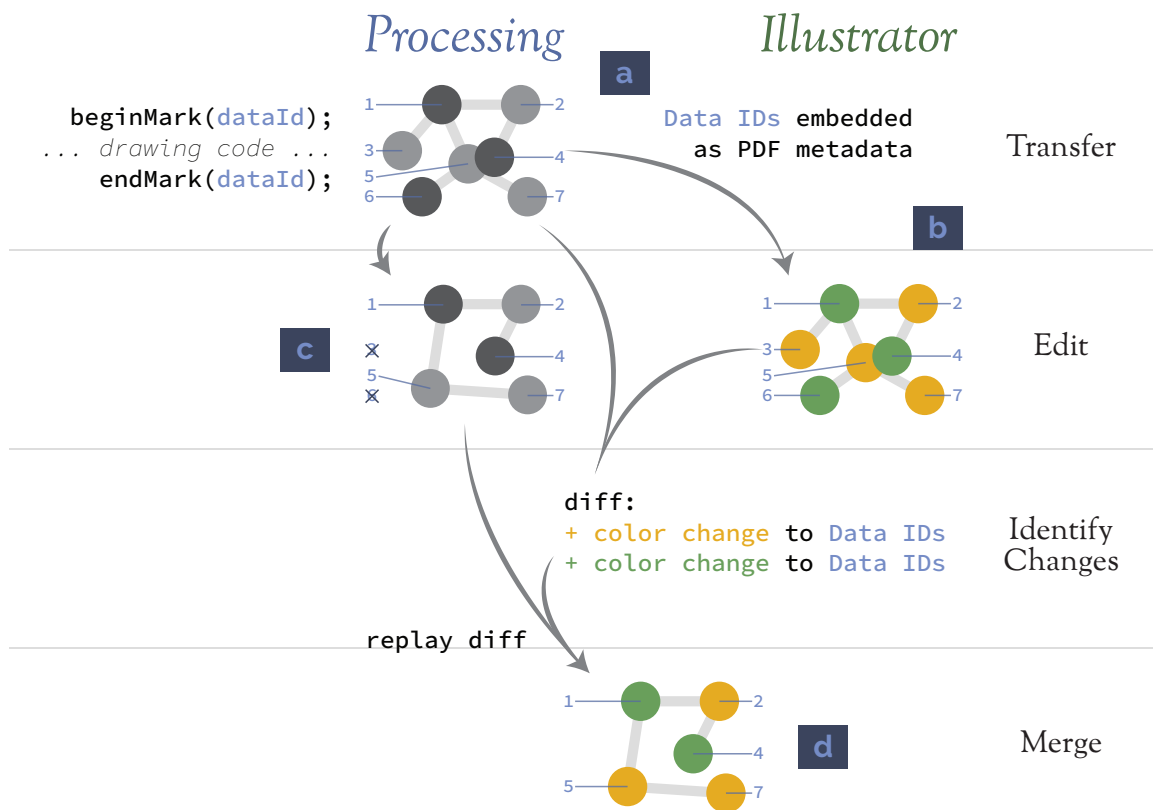 Processing
Illustrator
a
beginMark(dataId);
... drawing code ...
endMark(dataId);
1
2
3
4
5
6
7
Data IDs embedded
as PDF metadata
Transfer
b
c
1
2
3
4
5
6
7
1
2
3
4
5
6
7
Edit
diff:
+ color change to Data IDs
+ color change to Data IDs
Identify
Changes
replay diff
1
2
4
5
7
d
Merge